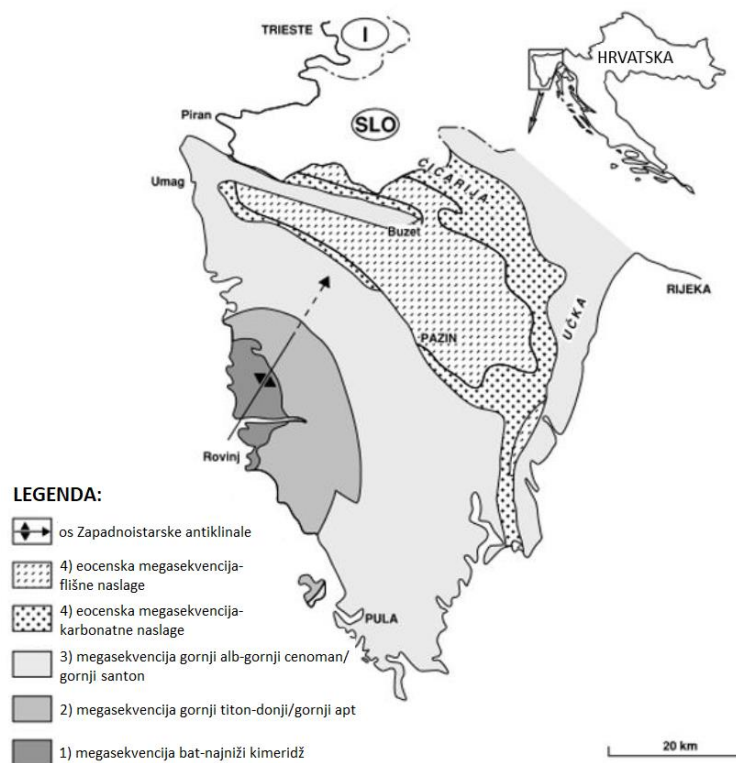 TRIESTE
I
HRVATSKA
Piran
SLO
ĆIĆARIJA
Umag
Buzet
RIJEKA
UČKA
PAZIN
Rovinj
LEGENDA:
os Zapadnoistarske antiklinale
4) eocenska megasekvencija-
flišne naslage
4) eocenska megasekvencija-
karbonatne naslage
PULA
3) megasekvencija gornji alb-gornji cenoman/
gornji santon
2) megasekvencija gornji titon-donji/gornji apt
1) megasekvencija bat-najniži kimeridž
20 km